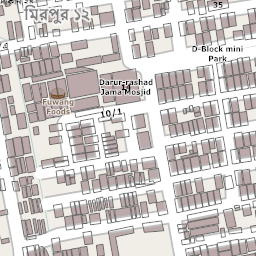 35
মিরপুর ১২
D-Block mini
Park
Darur-rashad
Jama Mosjid
Fuwang
Foods
10/1